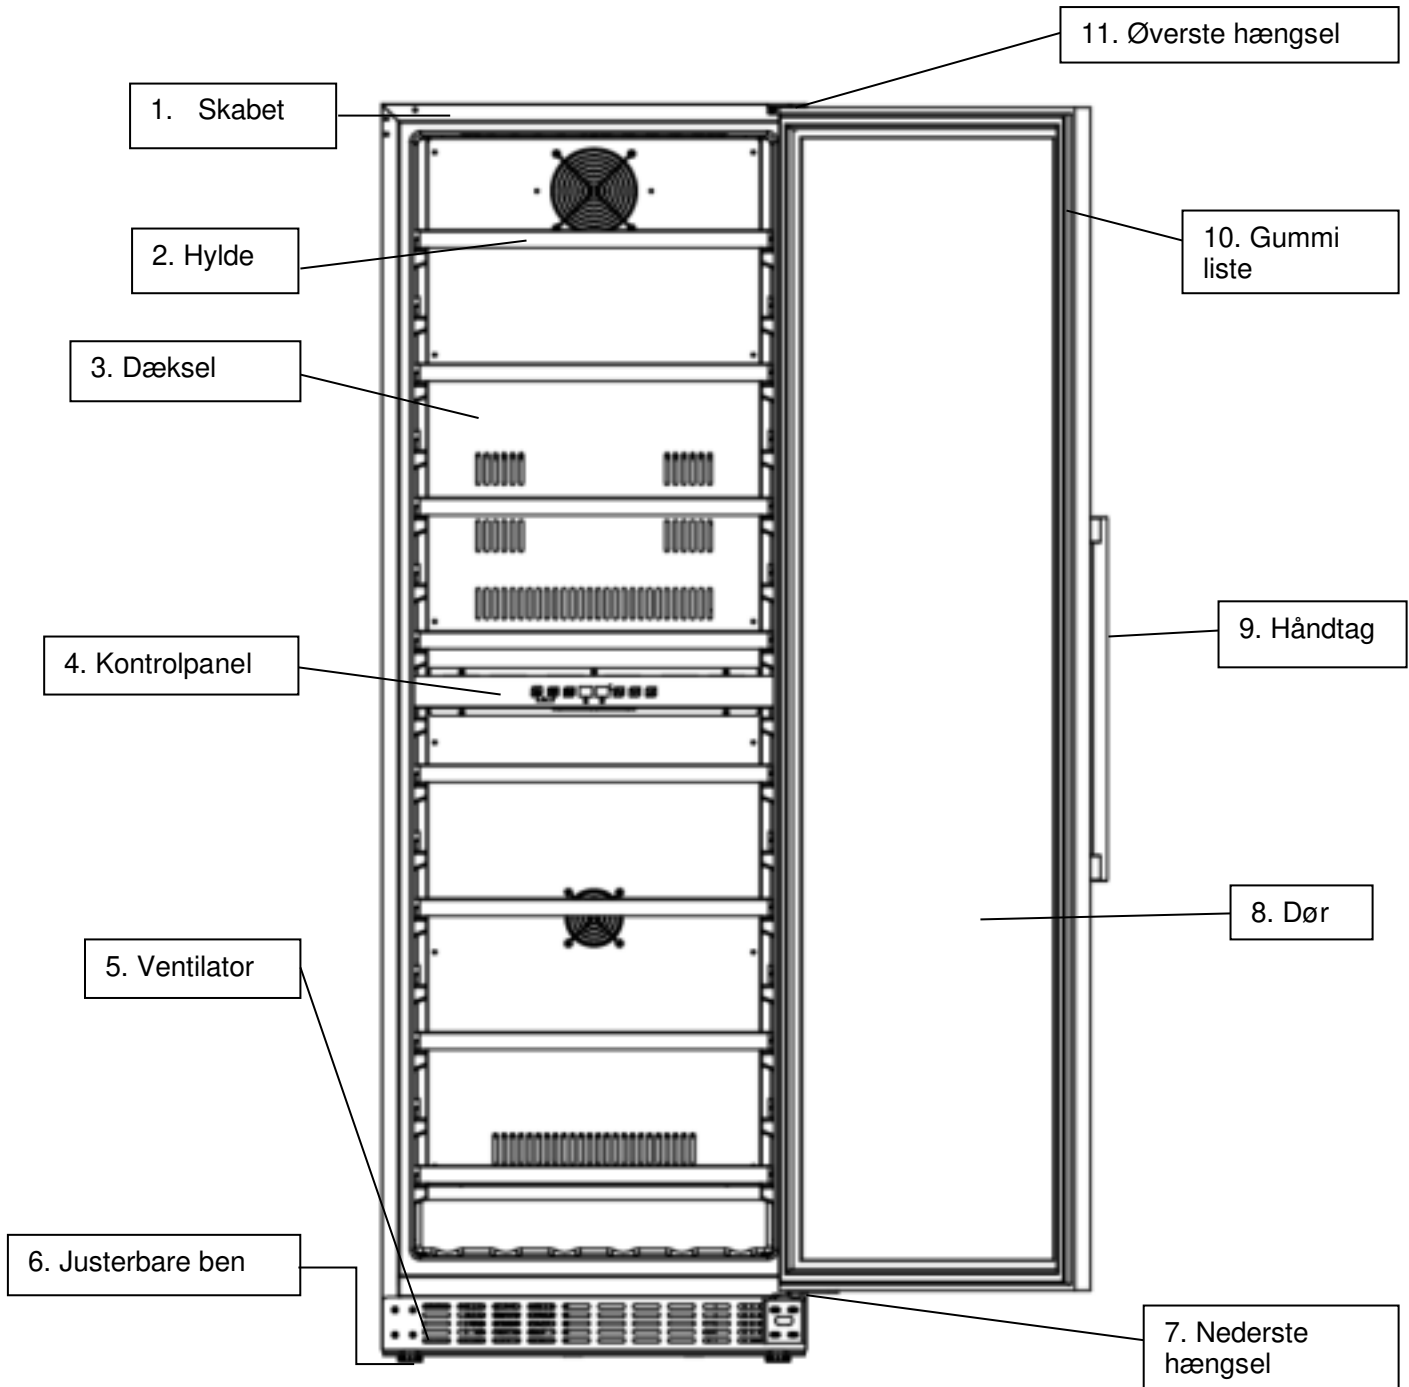 11. Øverste hængsel
1. Skabet
2. Hylde
10. Gummi
liste
3. Dæksel
9. Håndtag
4. Kontrolpanel
8. Dør
5. Ventilator
6. Justerbare ben
7. Nederste
hængsel